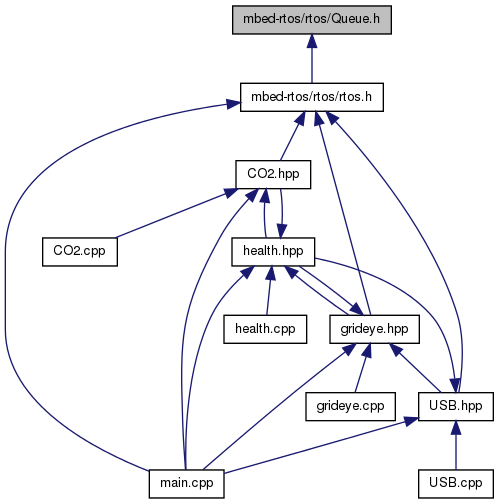 mbed-rtos/rtos/Queue.h
mbed-rtos/rtos/rtos.h
CO2.hpp
CO2.cpp
health.hpp
health.cpp
grideye.hpp
grideye.cpp
USB.hpp
main.cpp
USB.cpp